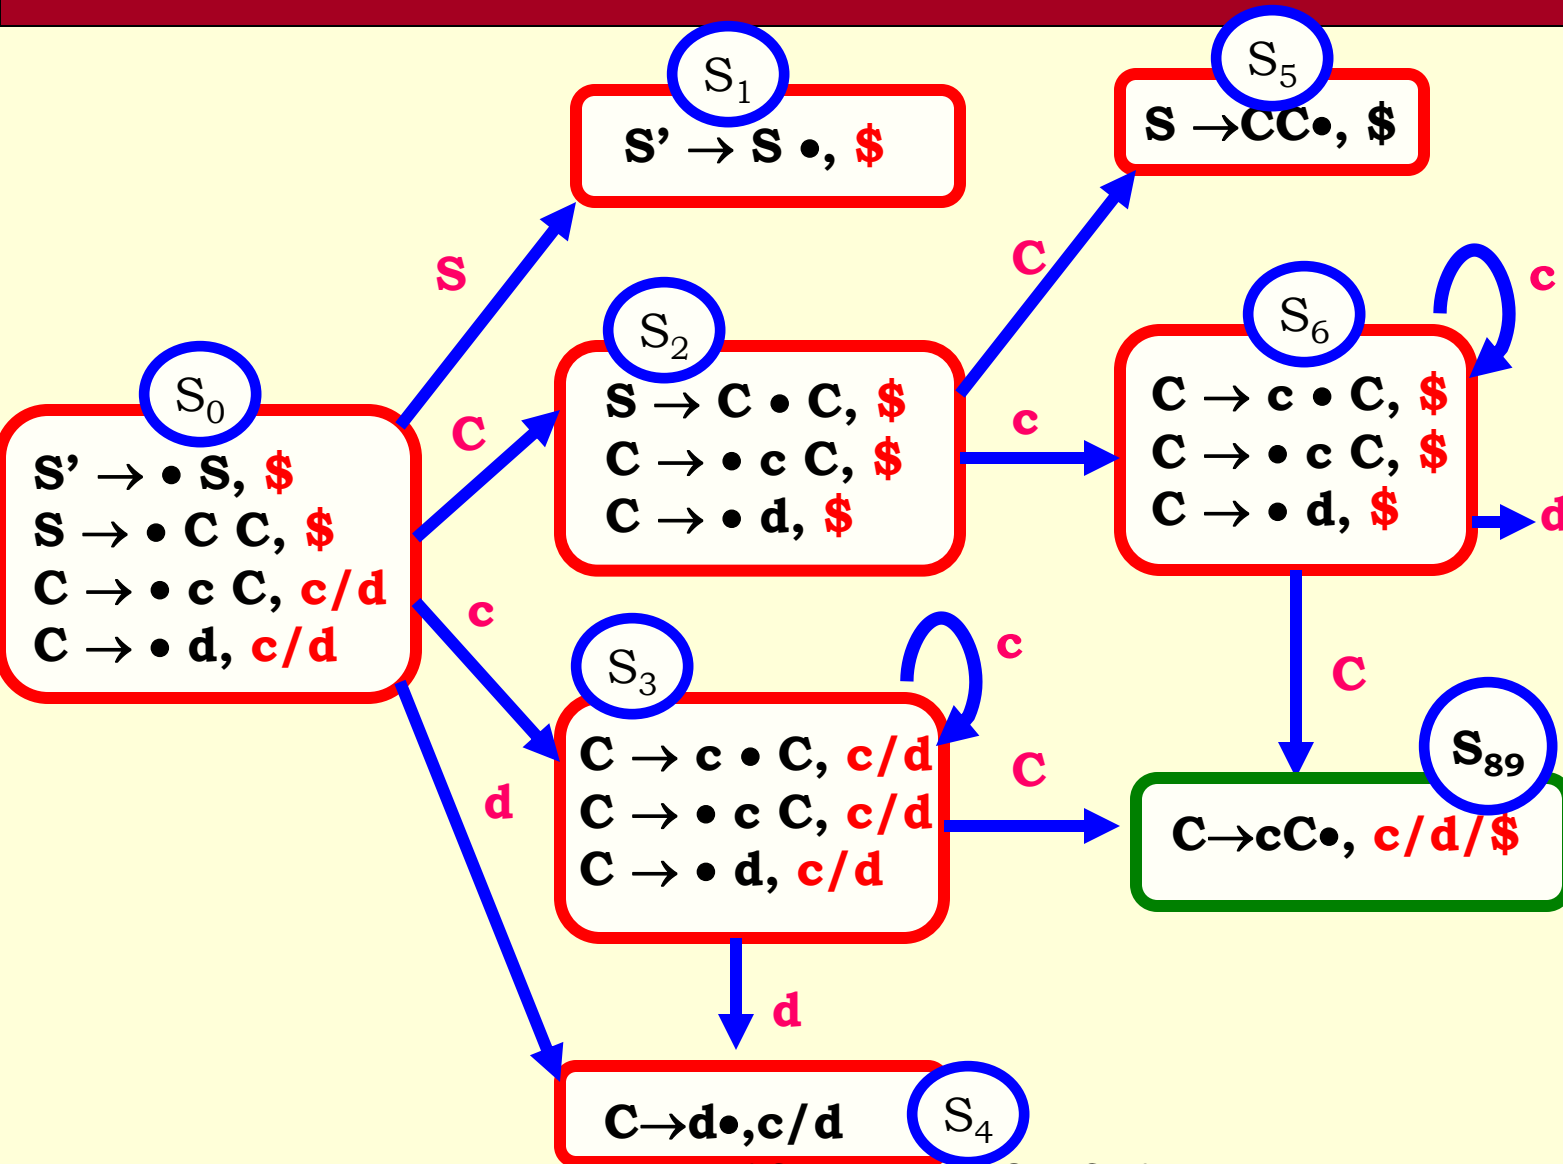 S₁
S' → S •, $
S₅
S →CC•, $
S
C
c
S₂
S → C • C, $
C → • c C, $
C → • d, $
S₆
C → c • C, $
C → • c C, $
C → • d, $
S₀
S' → • S, $
S → • C C, $
C → • c C, c/d
C → • d, c/d
C
c
d
c
S₃
C → c • C, c/d
C → • c C, c/d
C → • d, c/d
c
C
C
S₈₉
C→cC•, c/d/$
d
d
C→d•,c/d
S₄